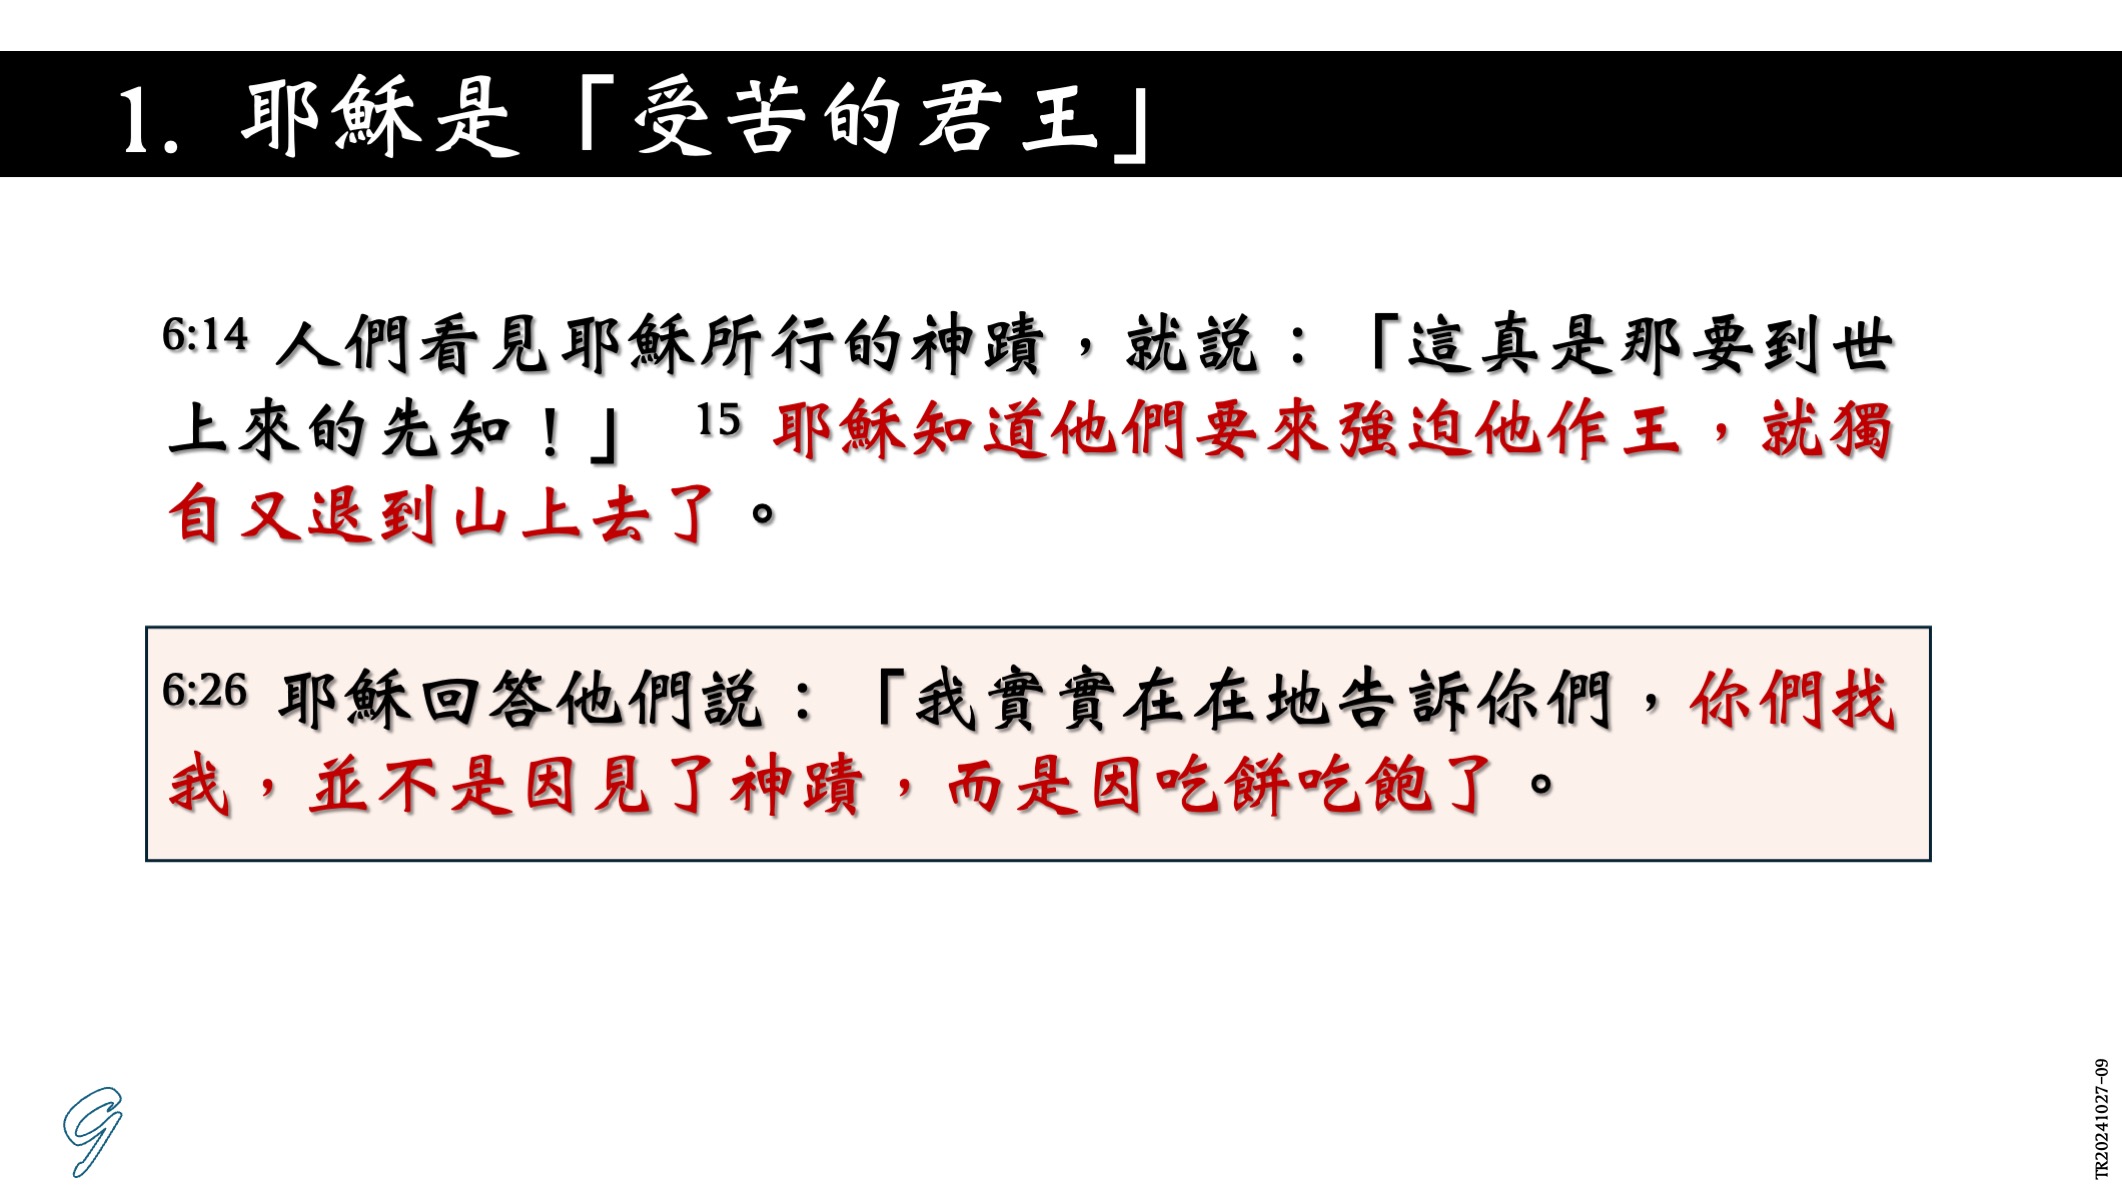 1. 耶穌是「受苦的君王」
6:14 人們看見耶穌所行的神蹟，就説：「這真是那要到世
上來的先知！」 15 耶穌知道他們要來強迫他作王，就獨
自又退到山上去了。
6:26 耶穌回答他們説：「我實實在在地告訴你們，你們找
我，並不是因見了神蹟，而是因吃餅吃飽了。
G
TR20241027-09